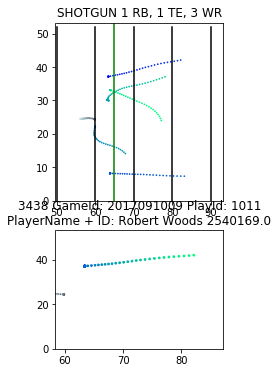 SHOTGUN 1 RB, 1 TE, 3 WR
50
40
30
20
10
0
50 60 70 80 90
3438 GameId: 2017091009 PlayId: 1011
PlayerName + ID: Robert Woods 2540169.0
40
20
0
60 70 80